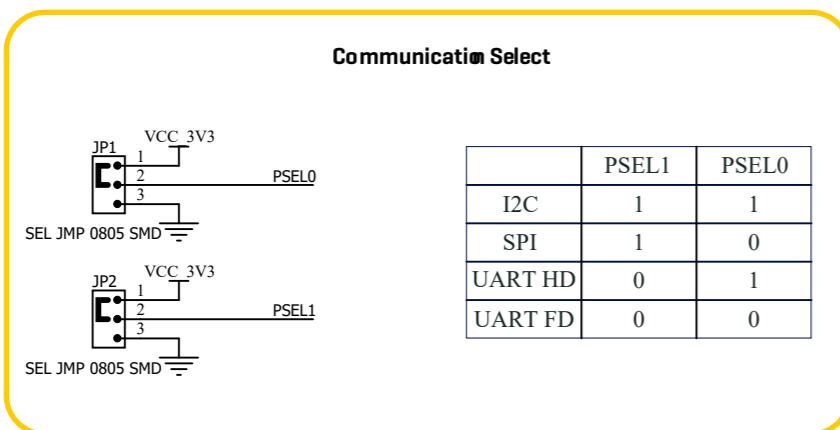 Communication Select
VCC_3V3
JP1
1
2
PSEL0
3
SEL JMP 0805 SMD
VCC_3V3
JP2
1
2
PSEL1
3
SEL JMP 0805 SMD
PSEL1 PSEL0
I2C 1 1
SPI 1 0
UART HD 0 1
UART FD 0 0